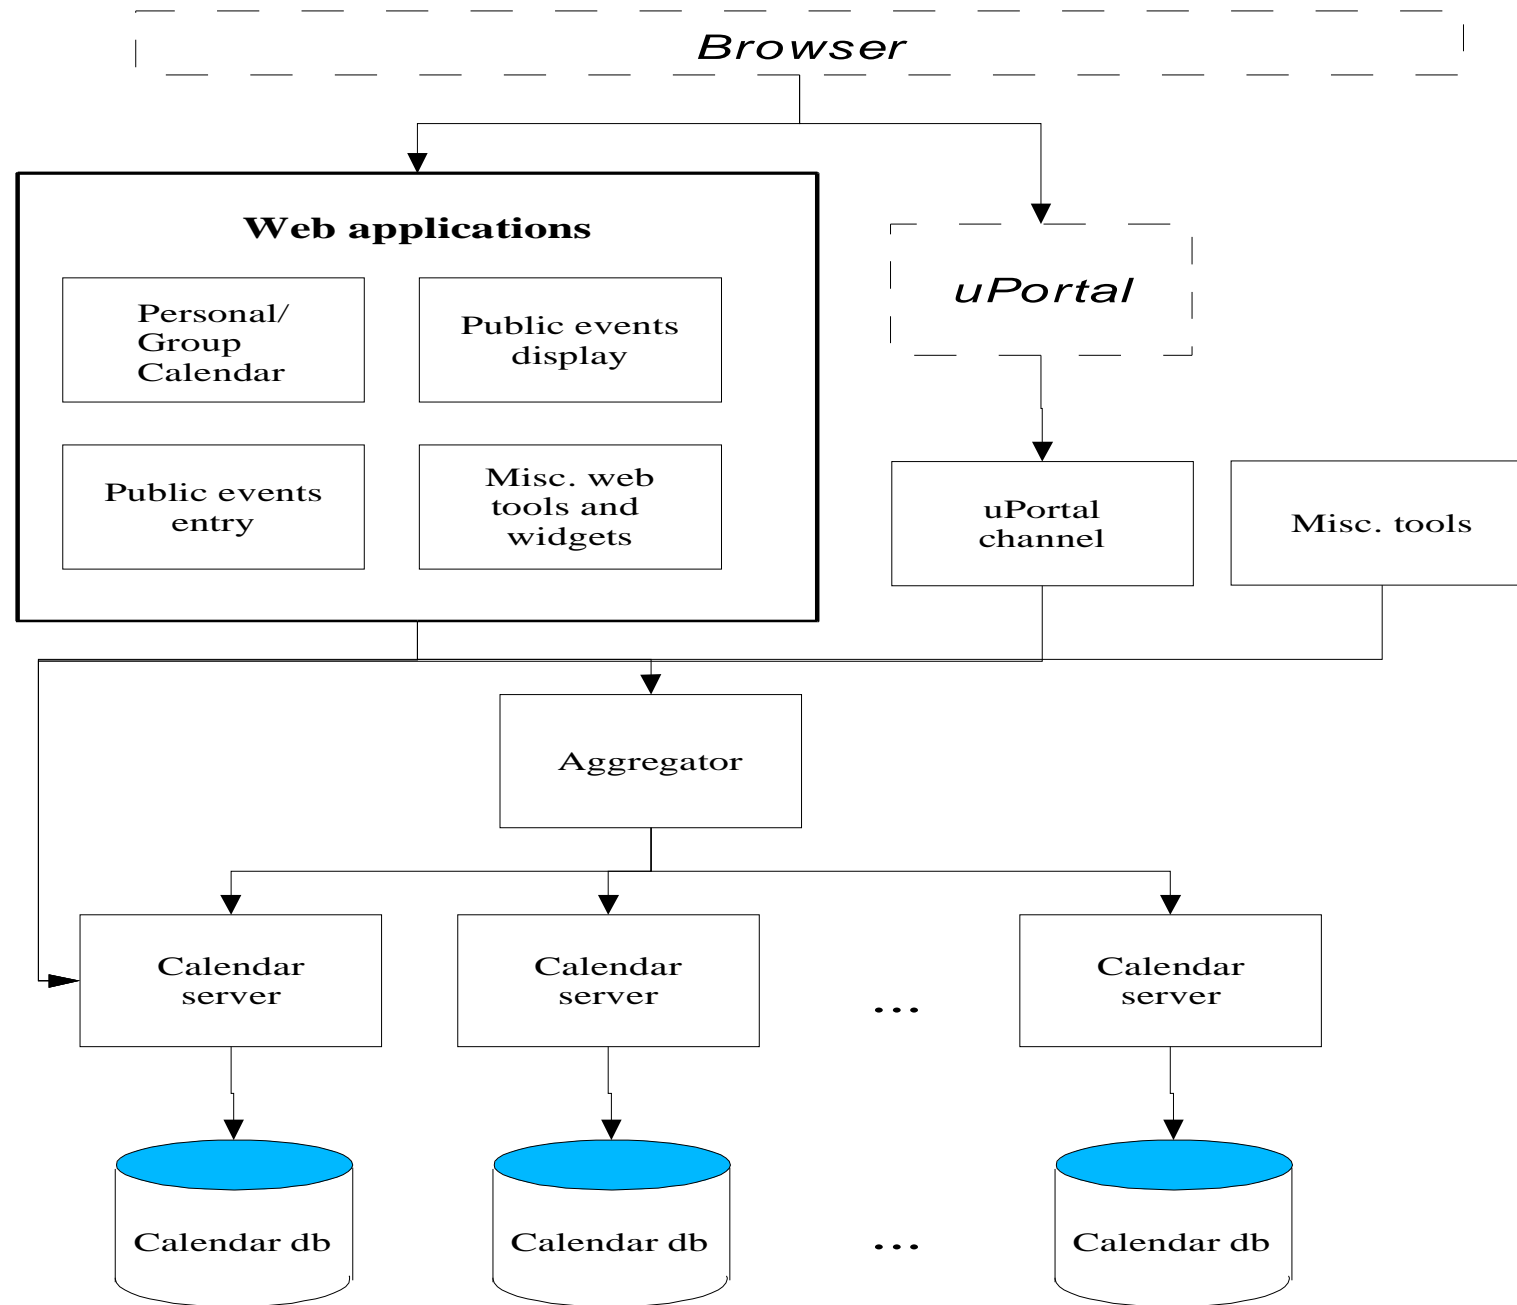 Browser
Web applications
uPortal
Personal/
Group
Calendar
Public events
display
Public events
entry
Misc. web
tools and
widgets
uPortal
channel
Misc. tools
Aggregator
Calendar
server
Calendar
server
...
Calendar
server
Calendar db
Calendar db
...
Calendar db